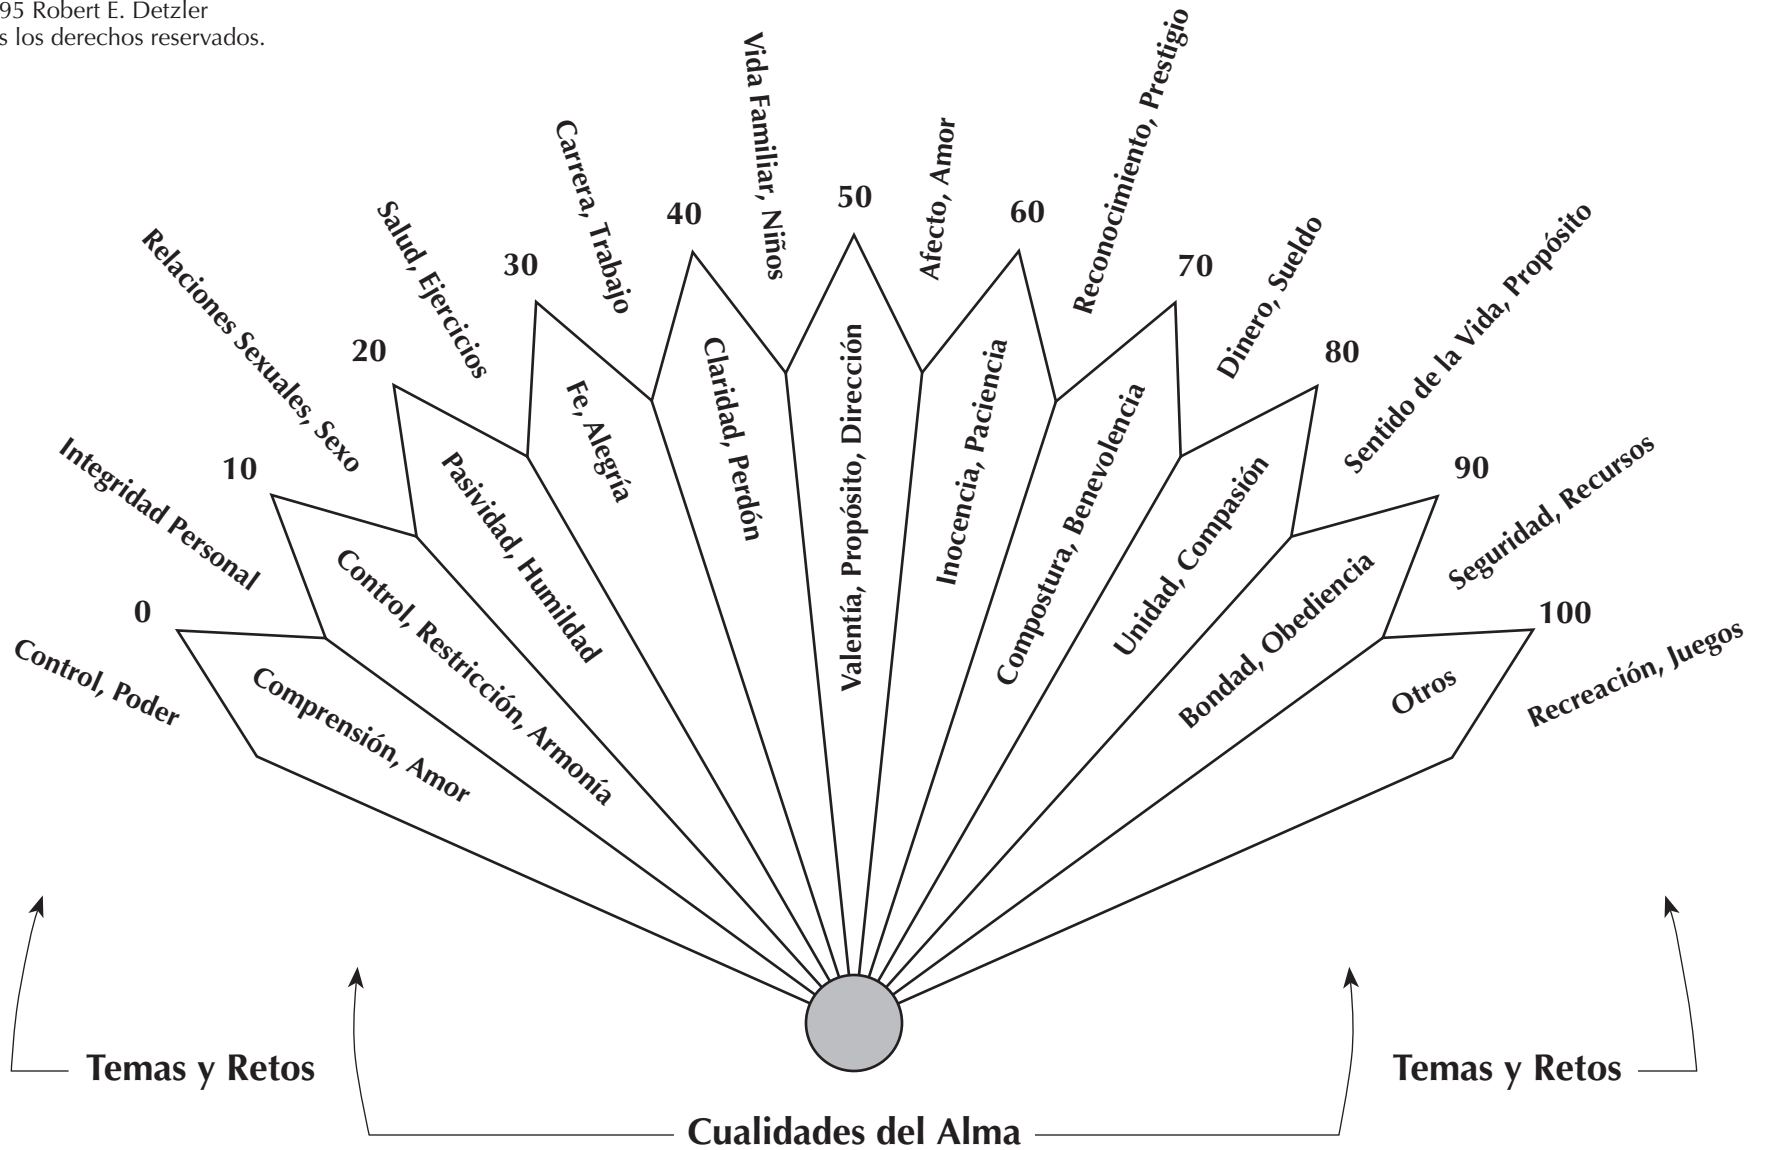 95 Robert E. Detzler
s los derechos reservados.
Control, Poder
0
Integridad Personal
10
Relaciones Sexuales, Sexo
20
Salud, Ejercicios
30
Carrera, Trabajo
40
Vida Familiar, Niños
50
Afecto, Amor
60
Reconocimiento, Prestigio
70
Dinero, Sueldo
80
Sentido de la Vida, Propósito
90
Seguridad, Recursos
100
Recreación, Juegos
Comprensión, Amor
Control, Restricción, Armonía
Pasividad, Humildad
Fe, Alegría
Claridad, Perdón
Valentía, Propósito, Dirección
Inocencia, Paciencia
Compostura, Benevolencia
Unidad, Compasión
Bondad, Obediencia
Otros
Temas y Retos
Temas y Retos
Cualidades del Alma